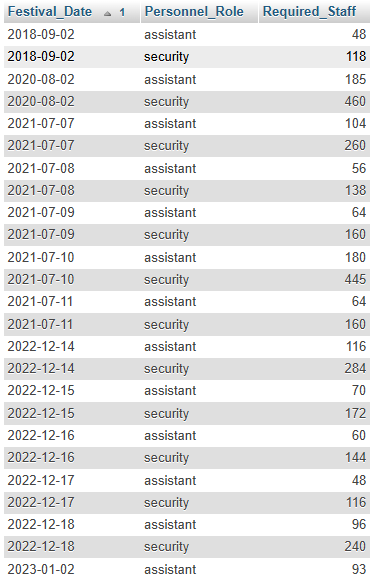 Festival_Date 1 Personnel_Role Required_Staff
2018-09-02 assistant 48
2018-09-02 security 118
2020-08-02 assistant 185
2020-08-02 security 460
2021-07-07 assistant 104
2021-07-07 security 260
2021-07-08 assistant 56
2021-07-08 security 138
2021-07-09 assistant 64
2021-07-09 security 160
2021-07-10 assistant 180
2021-07-10 security 445
2021-07-11 assistant 64
2021-07-11 security 160
2022-12-14 assistant 116
2022-12-14 security 284
2022-12-15 assistant 70
2022-12-15 security 172
2022-12-16 assistant 60
2022-12-16 security 144
2022-12-17 assistant 48
2022-12-17 security 116
2022-12-18 assistant 96
2022-12-18 security 240
2023-01-02 assistant 93